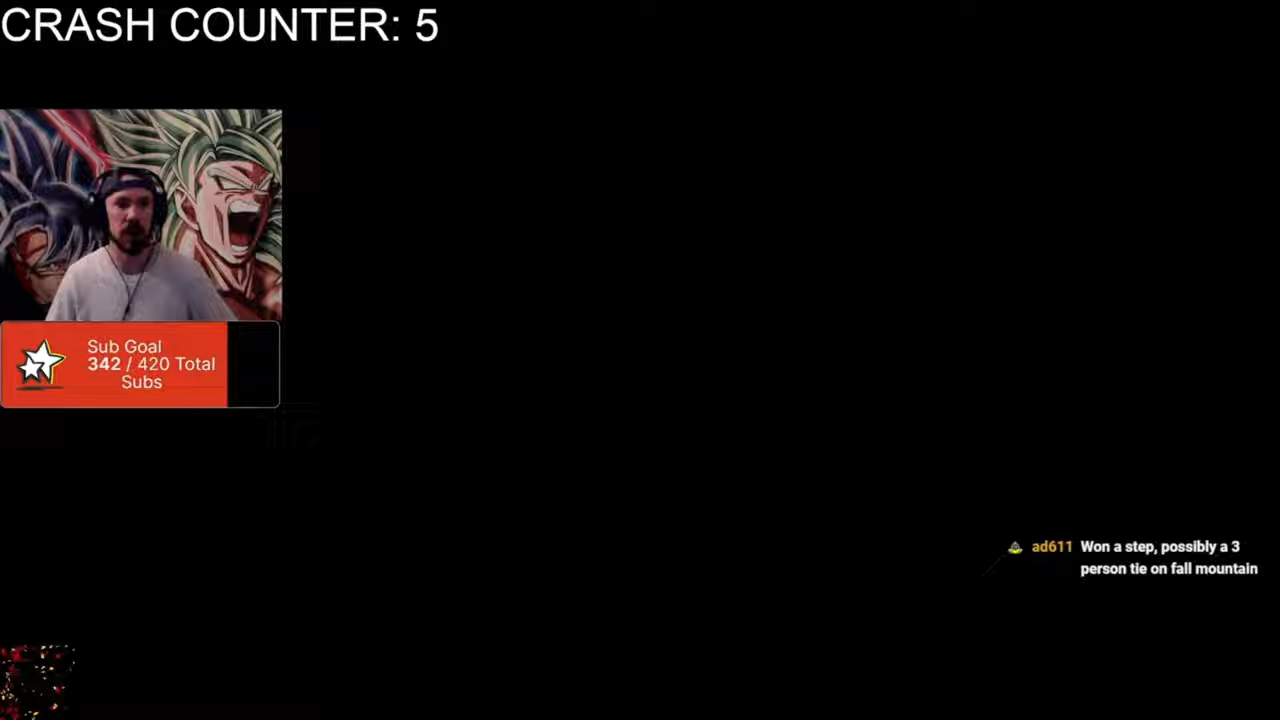 CRASH COUNTER: 5
Sub Goal
342 / 420 Total
Subs
ad611 Won a step, possibly a 3
person tie on fall mountain